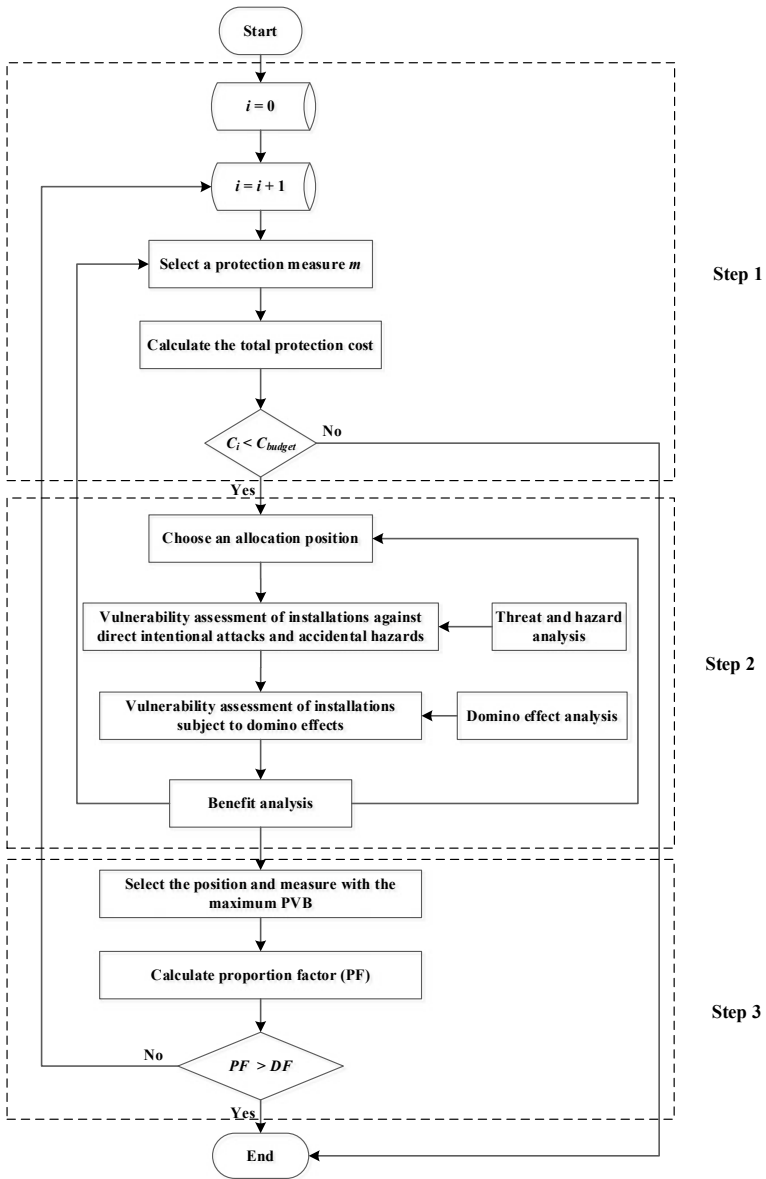 Start
i = 0
i = i + 1
Select a protection measure m
Step 1
Calculate the total protection cost
C_i < C_budget
No
Yes
Choose an allocation position
Vulnerability assessment of installations against
direct intentional attacks and accidental hazards
Threat and hazard
analysis
Step 2
Vulnerability assessment of installations
subject to domino effects
Domino effect analysis
Benefit analysis
Select the position and measure with the
maximum PVB
Calculate proportion factor (PF)
Step 3
No
PF > DF
Yes
End